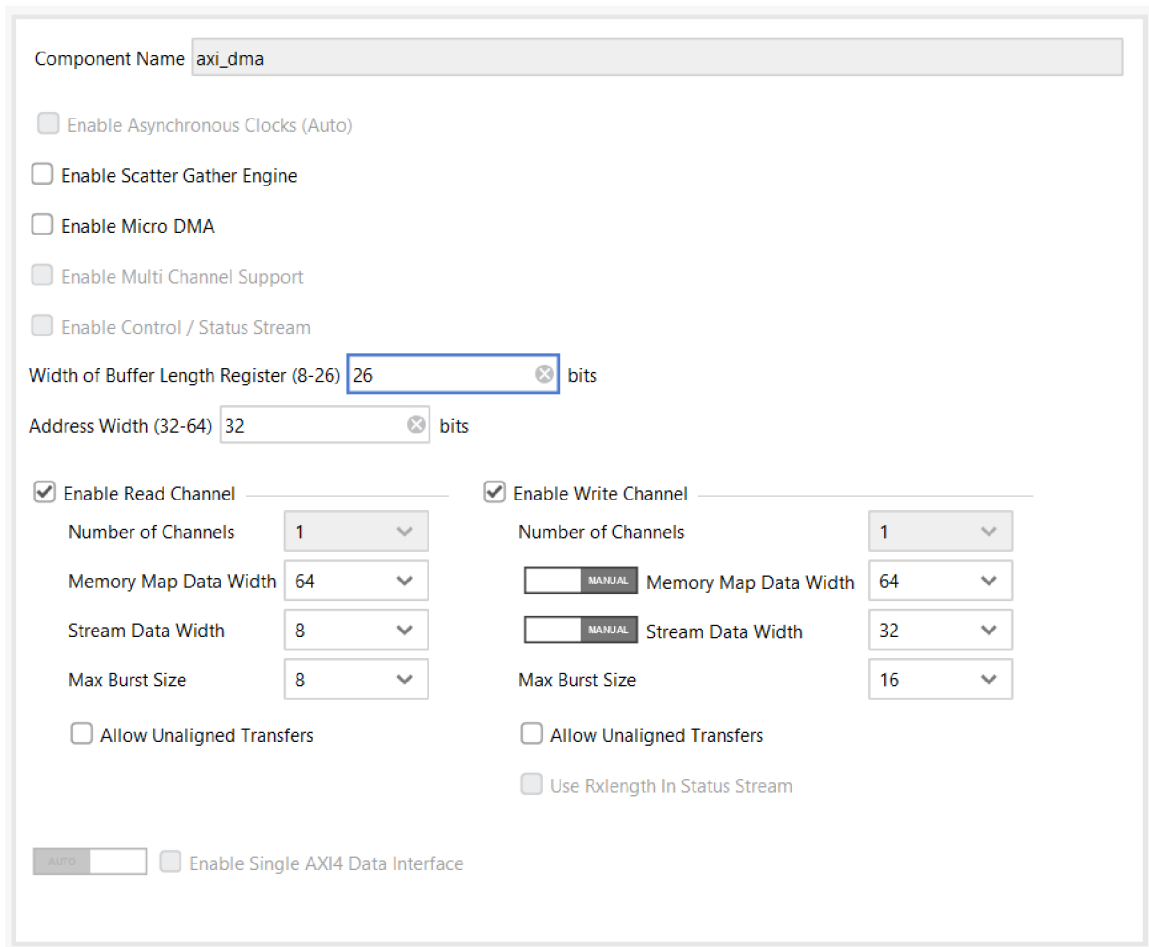 Component Name axi_dma
Enable Asynchronous Clocks (Auto)
Enable Scatter Gather Engine
Enable Micro DMA
Enable Multi Channel Support
Enable Control / Status Stream
Width of Buffer Length Register (8-26) 26 bits
Address Width (32-64) 32 bits
Enable Read Channel
Number of Channels 1
Memory Map Data Width 64
Stream Data Width 8
Max Burst Size 8
Allow Unaligned Transfers
Enable Write Channel
Number of Channels 1
MANUAL Memory Map Data Width 64
MANUAL Stream Data Width 32
Max Burst Size 16
Allow Unaligned Transfers
Use Rxlength In Status Stream
AUTO Enable Single AXI4 Data Interface